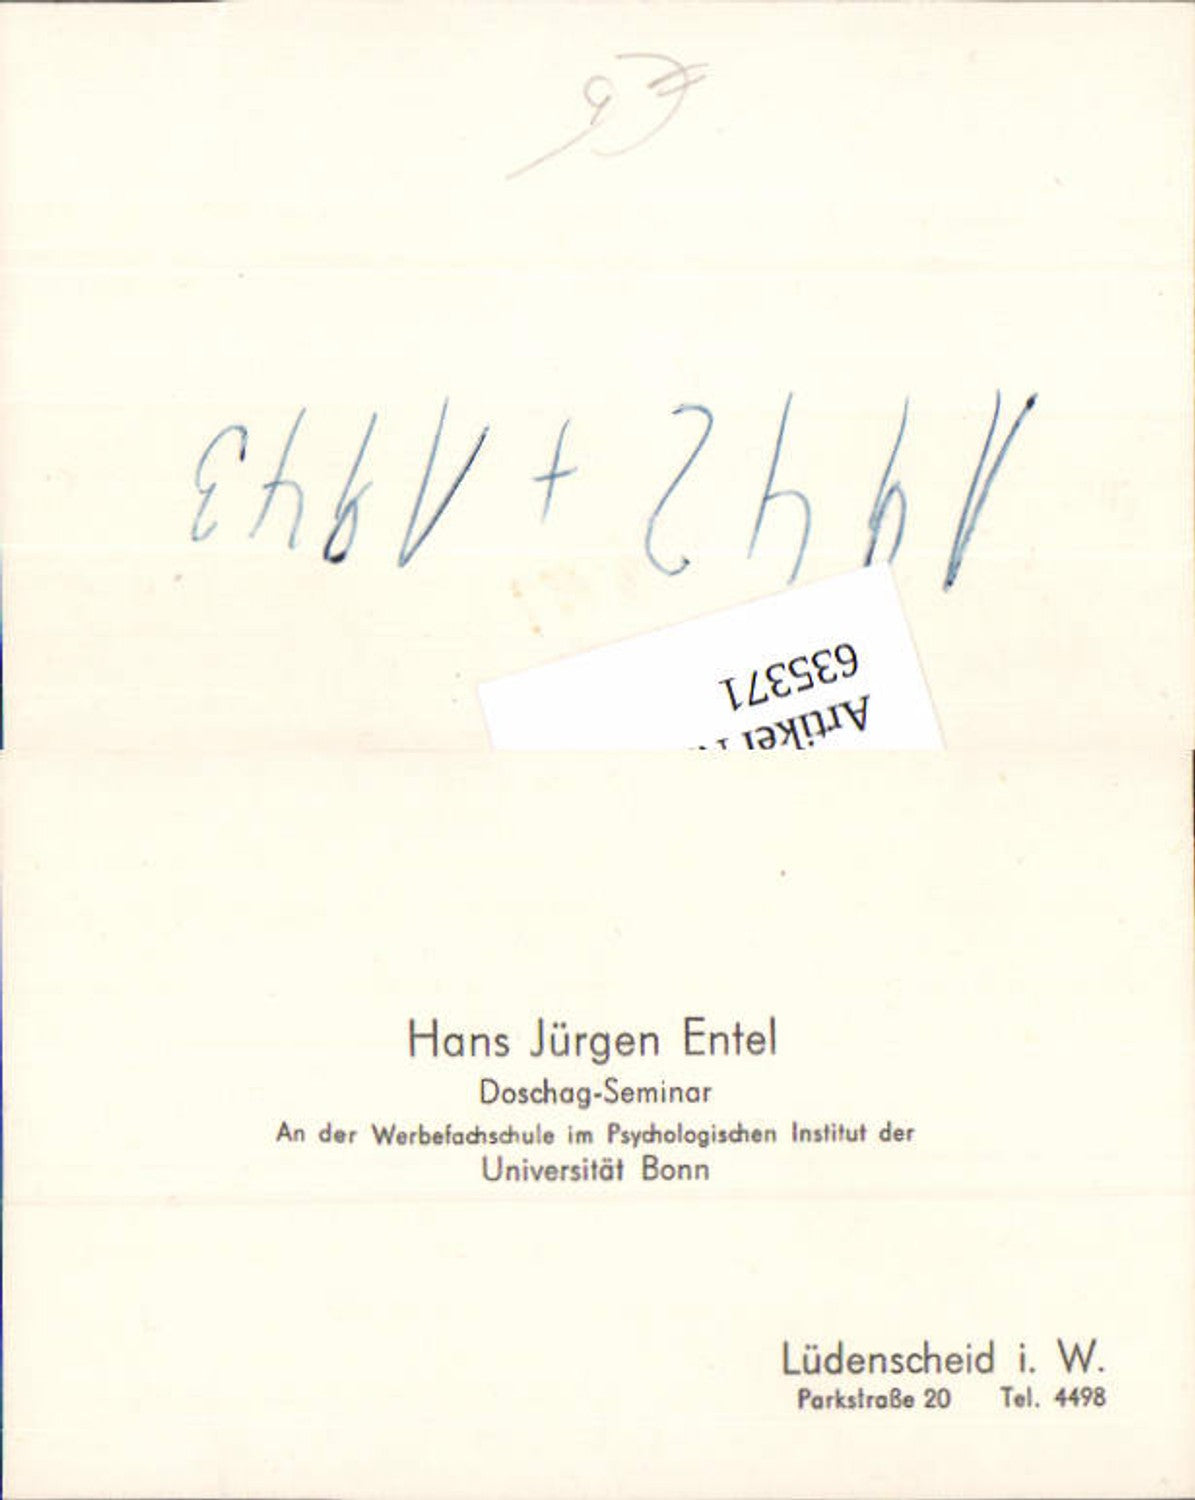 Artikel
635371
1942 + 1943
Hans Jürgen Entel
Doschag-Seminar
An der Werbefachschule im Psychologischen Institut der
Universität Bonn
Lüdenscheid i. W.
Parkstraße 20 Tel. 4498